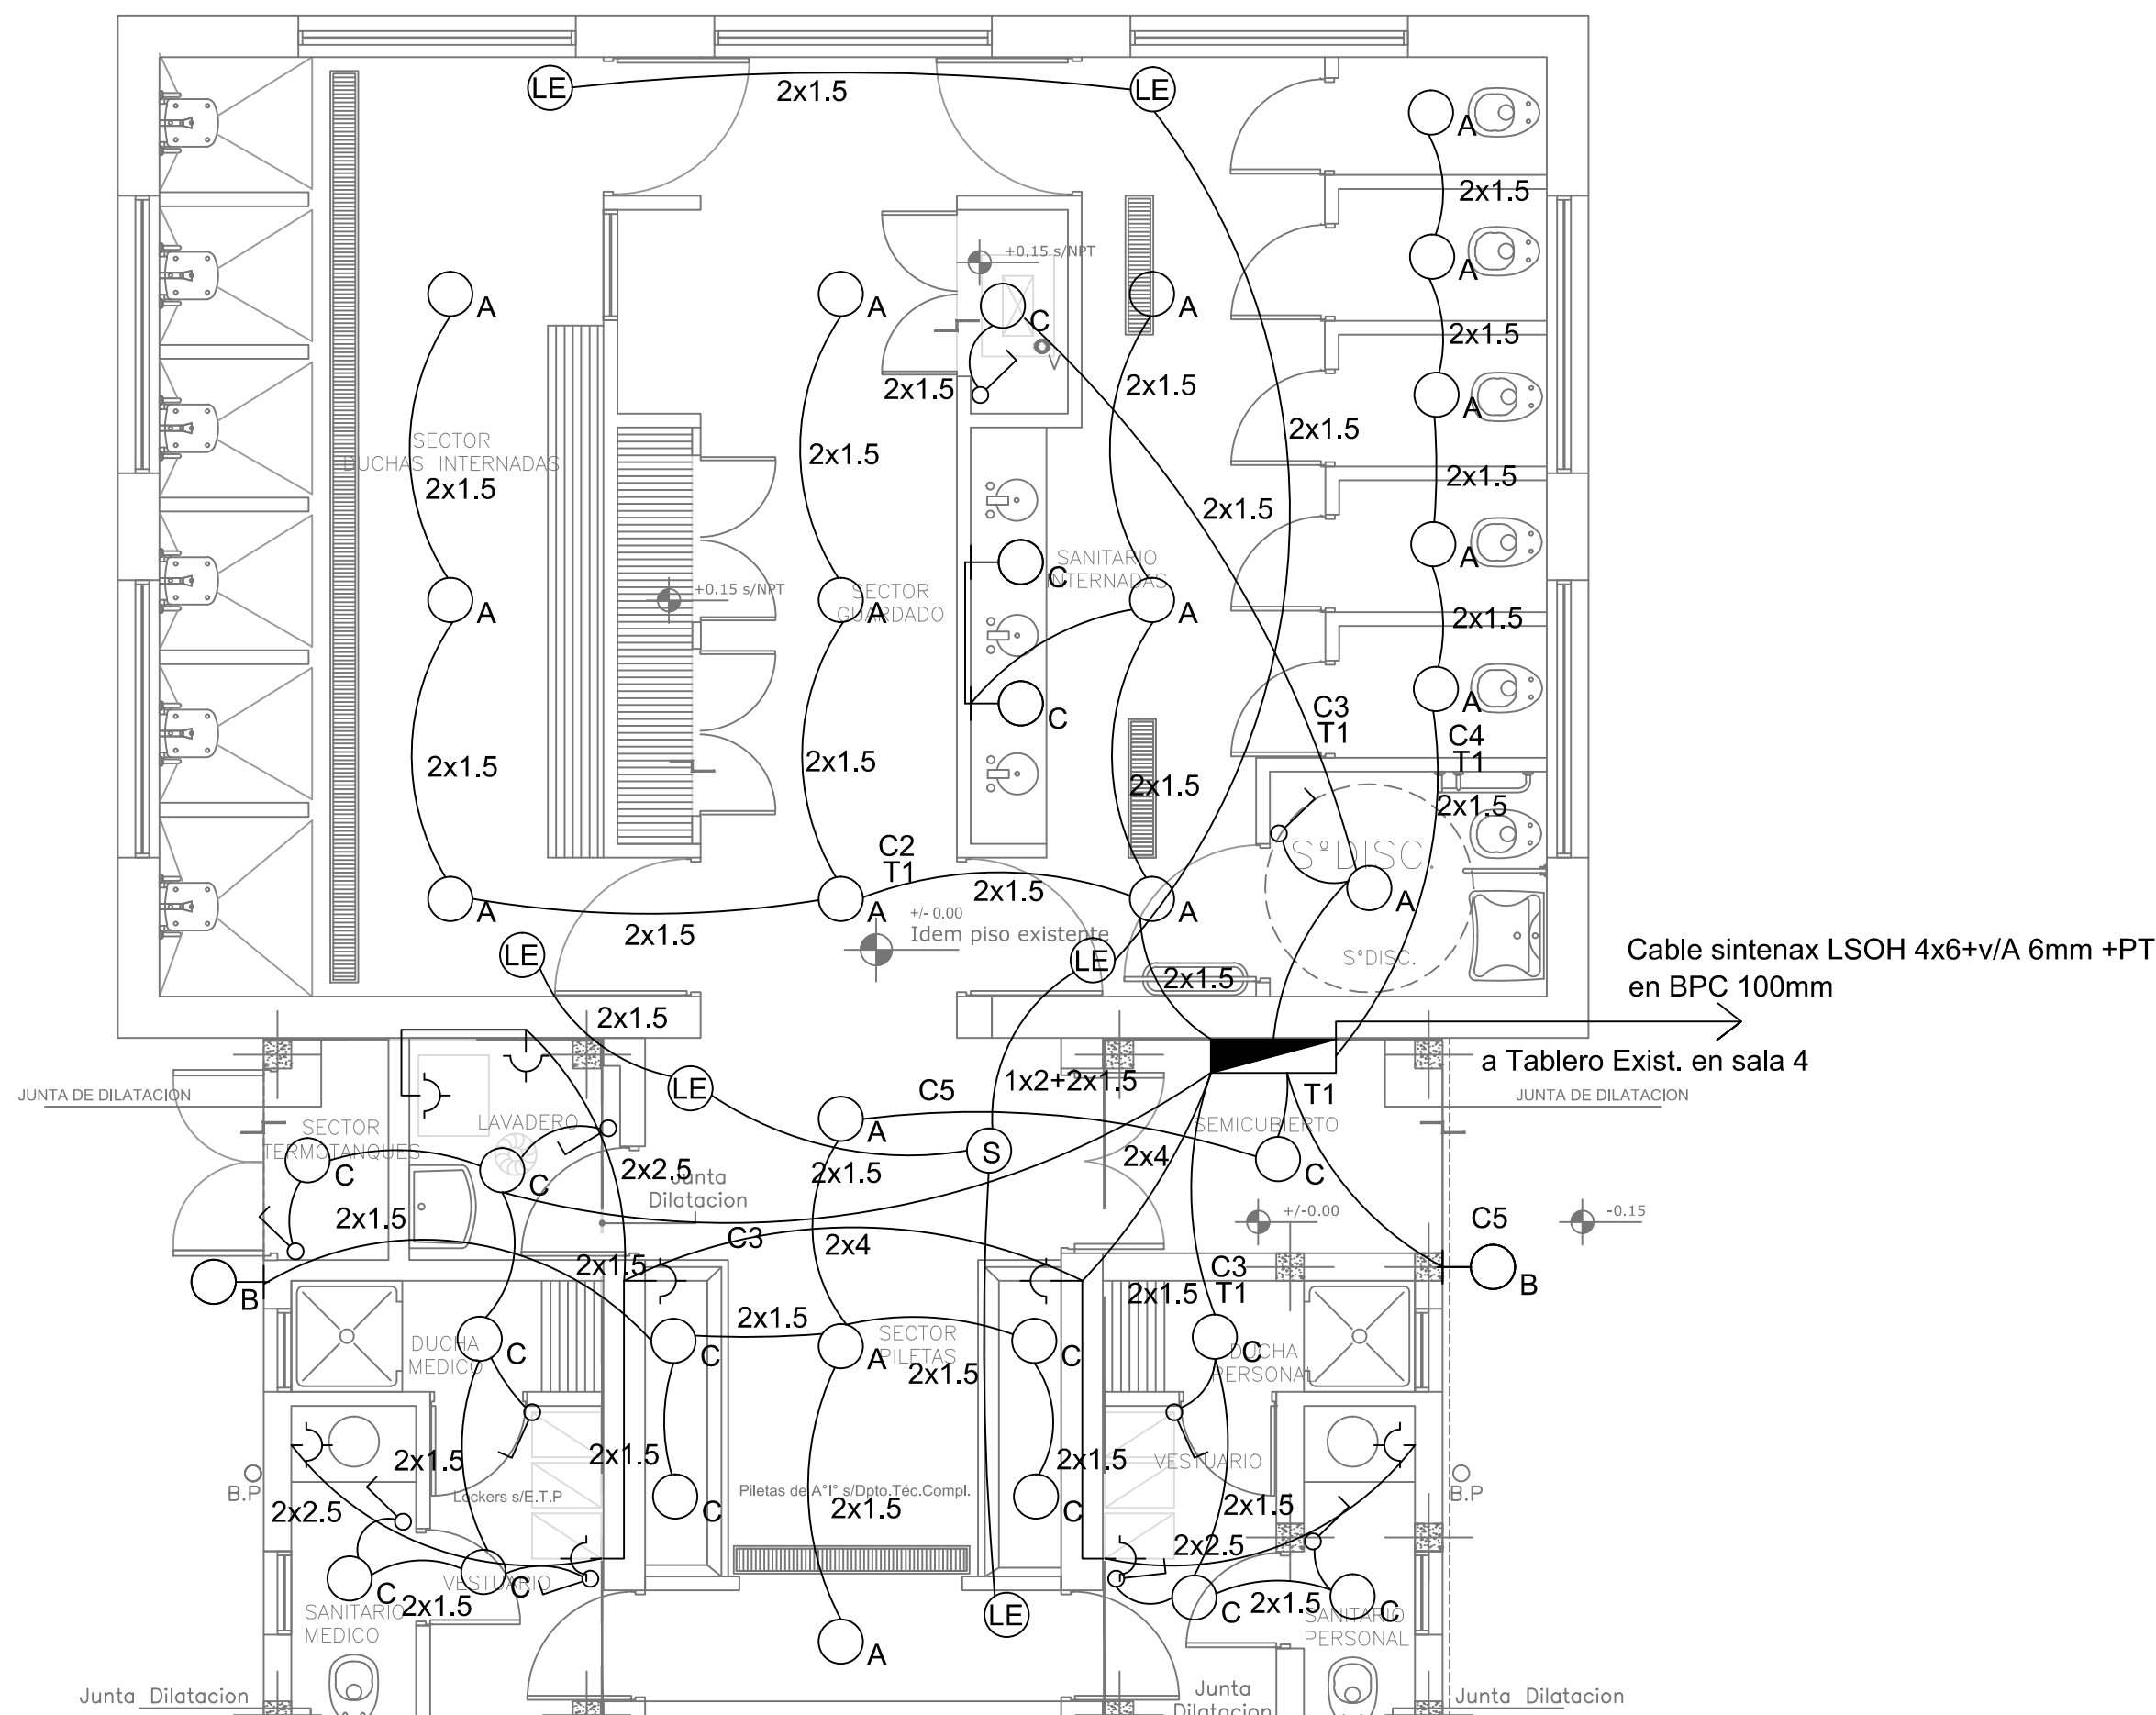 LE
2x1.5
LE
A
2x1.5
A
+0.15 s/NPT
A
A
C
A
V
2x1.5
2x1.5
2x1.5
A
2x1.5
SECTOR
DUCHAS INTERNADAS
2x1.5
2x1.5
2x1.5
2x1.5
A
SANITARIO
INTERNADAS
C
+0.15 s/NPT
SECTOR
GUARDADO
A
A
A
2x1.5
A
C
C3
T1
C4
T1
2x1.5
2x1.5
2x1.5
2x1.5
C2
T1
S°DISC.
2x1.5
A
A
A
A
+/- 0.00
Idem piso existente
2x1.5
LE
LE
S°DISC.
2x1.5
Cable sintenax LSOH 4x6+v/A 6mm +PT
en BPC 100mm
2x1.5
a Tablero Exist. en sala 4
JUNTA DE DILATACION
LE
C5
1x2+2x1.5
T1
JUNTA DE DILATACION
SECTOR
TERMOTANQUES
LAVADERO
A
SEMICUBIERTO
S
C
C
2x2.5
Junta
Dilatacion
2x1.5
2x4
C
2x1.5
+/-0.00
C5
-0.15
C3
2x4
2x1.5
C3
T1
B
2x1.5
B
2x1.5
DUCHA
MEDICO
C
C
A
SECTOR
PILETAS
2x1.5
C
DUCHA
PERSONAL
C
2x1.5
2x1.5
2x1.5
VESTUARIO
B.P
Lockers s/E.T.P
Piletas de A°I° s/Dpto.Téc.Compl.
B.P
2x2.5
C
2x1.5
C
2x1.5
2x2.5
C
VESTUARIO
C
2x1.5
SANITARIO
MEDICO
LE
C
2x1.5
C
SANITARIO
PERSONAL
A
Junta Dilatacion
Junta
Dilatacion
Junta Dilatacion